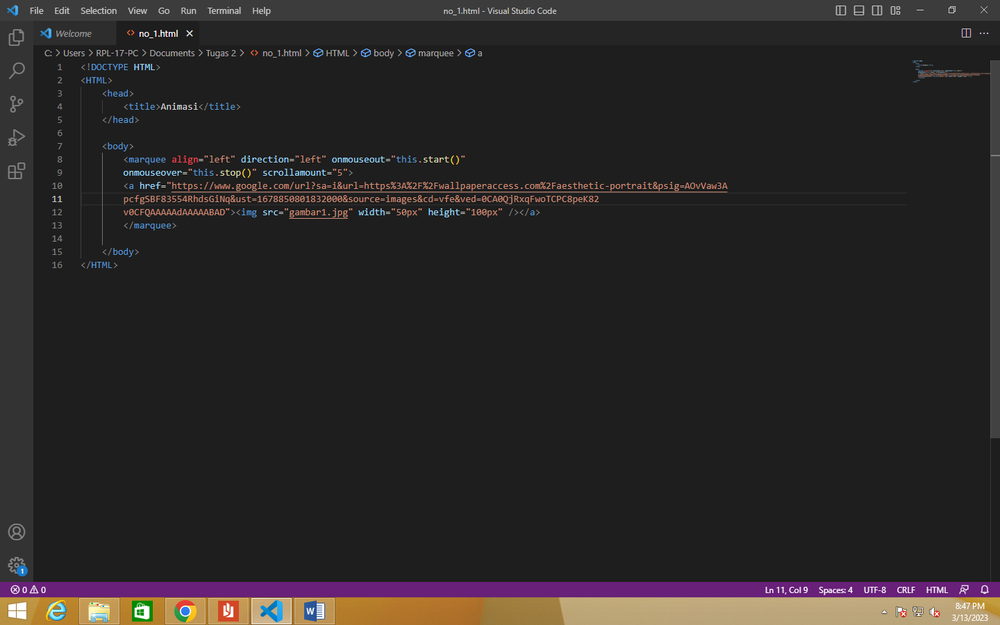 File Edit Selection View Go Run Terminal Help
no_1.html - Visual Studio Code
Welcome
no_1.html
C: > Users > RPL-17-PC > Documents > Tugas 2 > no_1.html > HTML > body > marquee > a
1 <!DOCTYPE HTML>
2 <HTML>
3 <head>
4 <title>Animasi</title>
5 </head>
6
7 <body>
8 <marquee align="left" direction="left" onmouseout="this.start()"
9 onmouseover="this.stop()" scrollamount="5">
10 <a href="https://www.google.com/url?sa=i&url=https%3A%2F%2Fwallpaperaccess.com%2Faesthetic-portrait&psig=AOvVaw3A
11 pcfgSBF83554RhdsGiNq&ust=1678850801832000&source=images&cd=vfe&ved=0CA0QjRxqFwoTCPC8peK82
12 v0CFQAAAAAdAAAAABAD"><img src="gambar1.jpg" width="50px" height="100px" /></a>
13 </marquee>
14
15 </body>
16 </HTML>
1
0 0
Ln 11, Col 9
Spaces: 4
UTF-8
CRLF
HTML
8:47 PM
3/13/2023